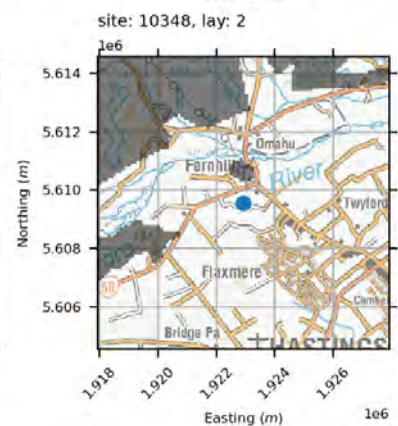 site: 10348, lay: 2
1e6
5.614
5.612
5.610
5.608
5.606
Northing (m)
Omahu
Fernhill
River
Twyford
Flaxmere
50
Bridge Pa
HASTINGS
1.918
1.920
1.922
1.924
1.926
1e6
Easting (m)